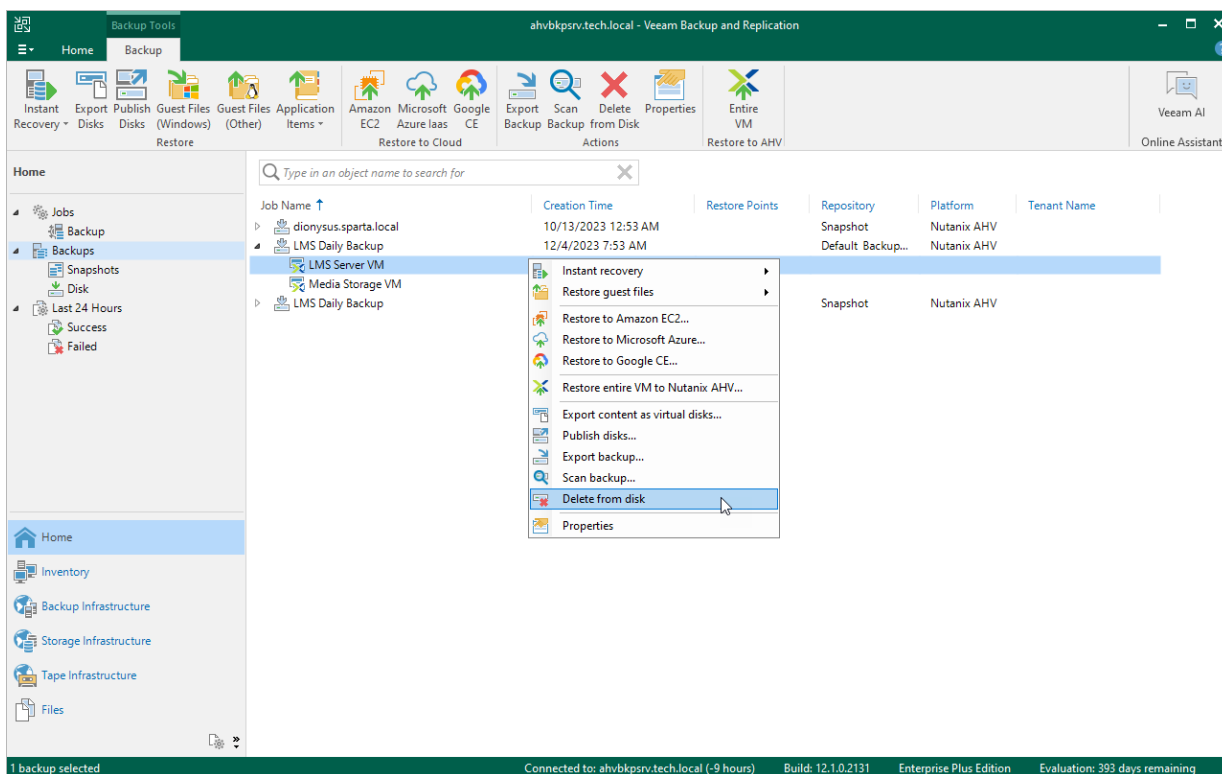 Backup Tools
ahvbkpsrv.tech.local - Veeam Backup and Replication
Home Backup
Instant Recovery
Export Disks
Publish Disks
Guest Files (Windows)
Guest Files (Other)
Application Items
Amazon EC2
Microsoft Azure Iaas
Google CE
Export Backup
Scan Backup
Delete from Disk
Properties
Entire VM
Veeam AI
Restore
Restore to Cloud
Actions
Restore to AHV
Online Assistant
Home
Type in an object name to search for
Jobs
Backup
Backups
Snapshots
Disk
Last 24 Hours
Success
Failed
Job Name Creation Time Restore Points Repository Platform Tenant Name
dionysus.sparta.local 10/13/2023 12:53 AM Snapshot Nutanix AHV
LMS Daily Backup 12/4/2023 7:53 AM Default Backup... Nutanix AHV
LMS Server VM
Media Storage VM
LMS Daily Backup Snapshot Nutanix AHV
Instant recovery
Restore guest files
Restore to Amazon EC2...
Restore to Microsoft Azure...
Restore to Google CE...
Restore entire VM to Nutanix AHV...
Export content as virtual disks...
Publish disks...
Export backup...
Scan backup...
Delete from disk
Properties
Home
Inventory
Backup Infrastructure
Storage Infrastructure
Tape Infrastructure
Files
1 backup selected Connected to: ahvbkpsrv.tech.local (-9 hours) Build: 12.1.0.2131 Enterprise Plus Edition Evaluation: 393 days remaining